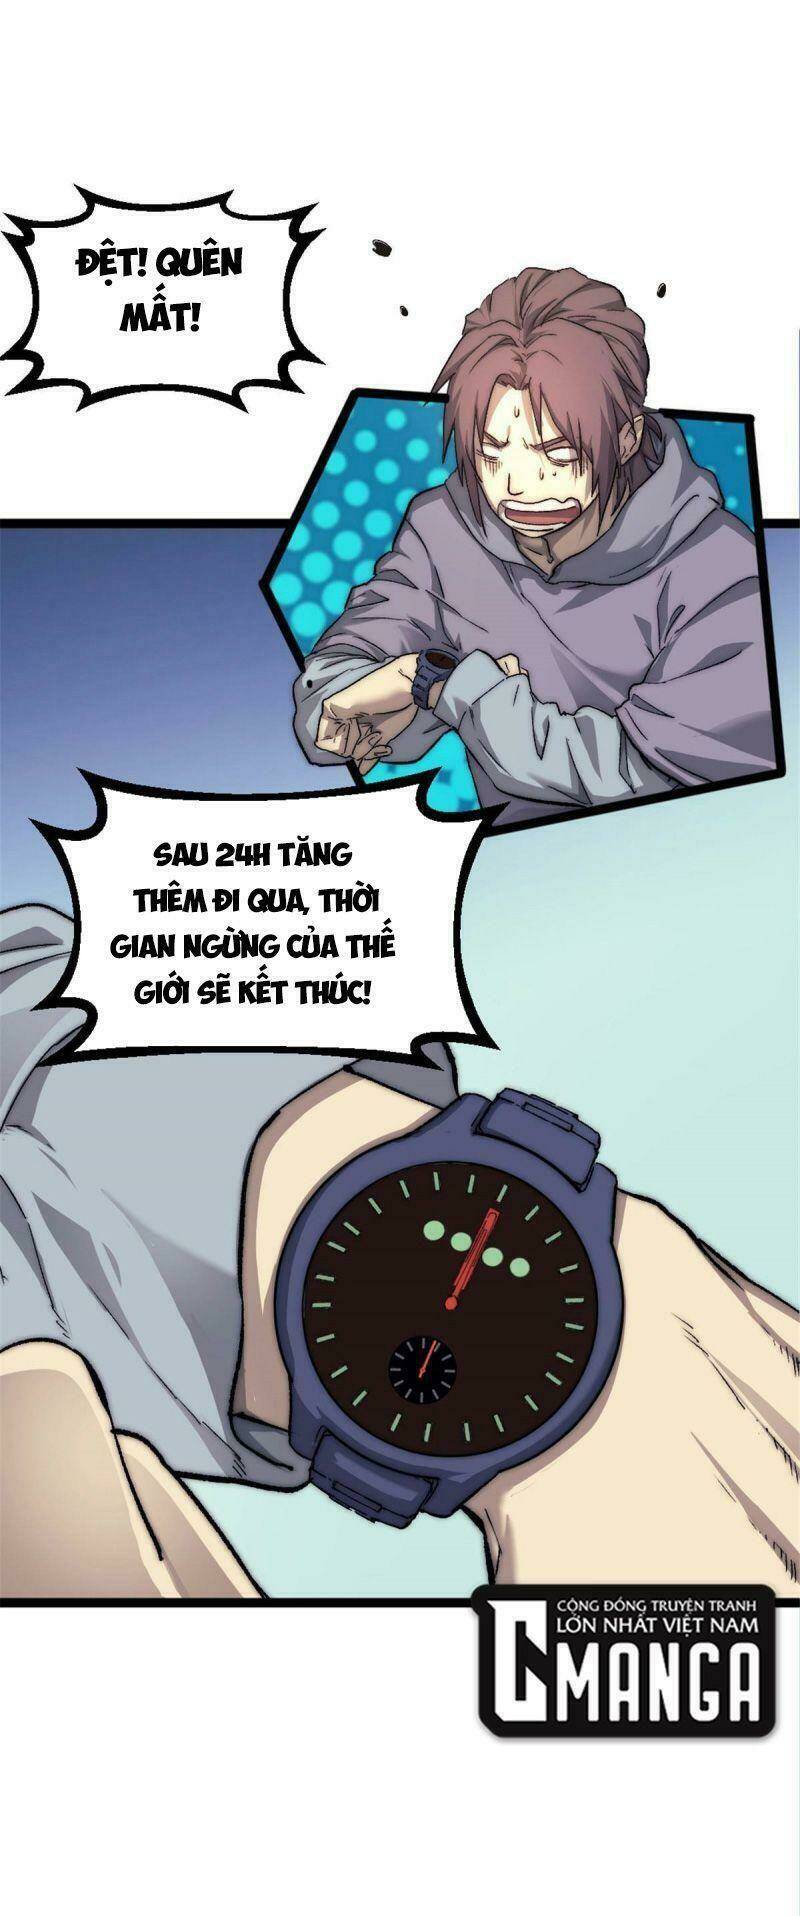 ĐỆT! QUÊN
MẤT!
SAU 24H TĂNG
THÊM ĐI QUA, THỜI
GIAN NGỪNG CỦA THẾ
GIỚI SẼ KẾT THÚC!
CỘNG ĐỒNG TRUYỆN TRANH
LỚN NHẤT VIỆT NAM
CMANGA